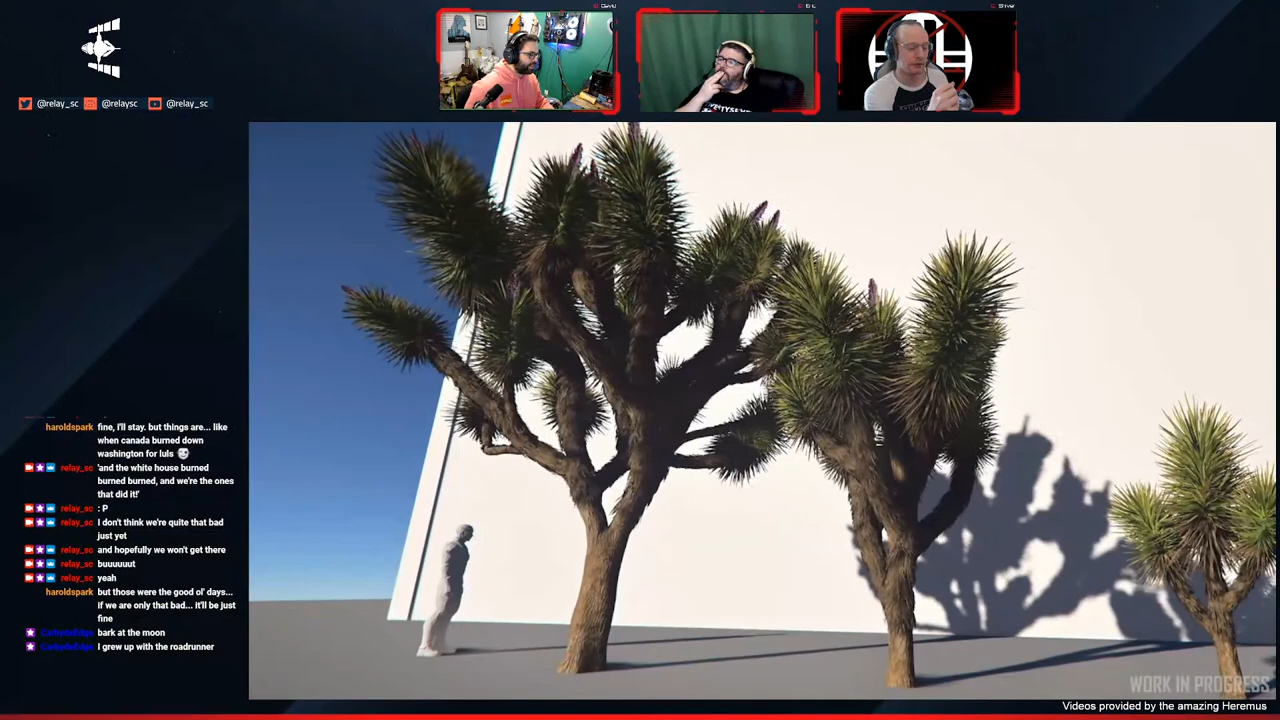 David
Eric
Silver
@relay_sc
@relaysc
@relay_sc
haroldspark fine, I'll stay. but things are... like
when canada burned down
washington for luls
relay_sc 'and the white house burned
burned burned, and we're the ones
that did it!'
relay_sc : P
relay_sc I don't think we're quite that bad
just yet
relay_sc and hopefully we won't get there
relay_sc buuuuuut
relay_sc yeah
haroldspark but those were the good ol' days...
if we are only that bad... it'll be just
fine
bark at the moon
I grew up with the roadrunner
WORK IN PROGRESS
Videos provided by the amazing Heremus